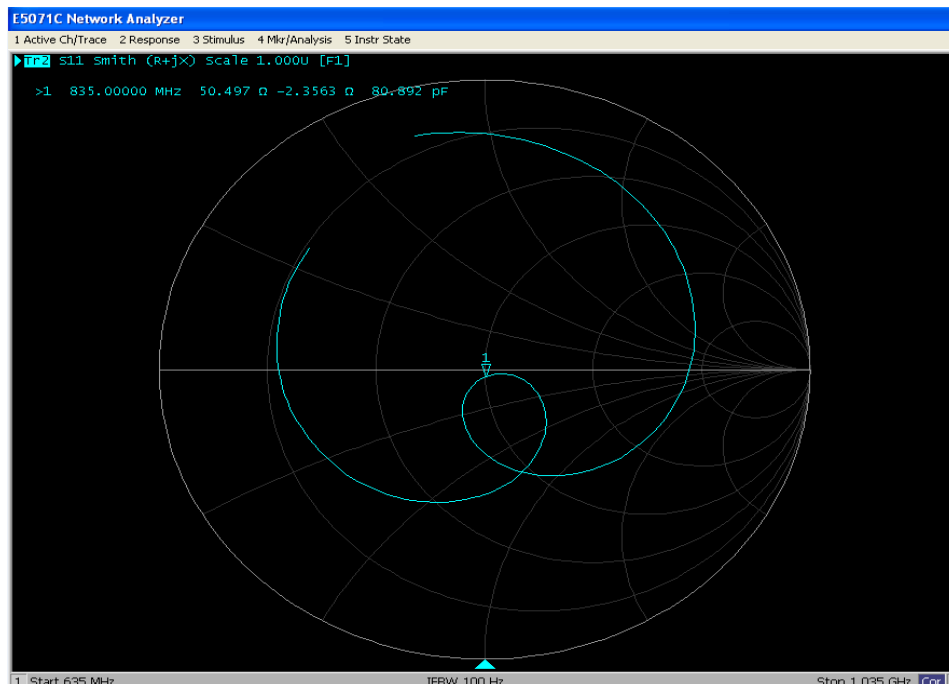 E5071C Network Analyzer
1 Active Ch/Trace 2 Response 3 Stimulus 4 Mkr/Analysis 5 Instr State
Tr2 S11 Smith (R+jX) Scale 1.000U [F1]
>1 835.00000 MHz 50.497 Ω -2.3563 Ω 80.892 pF
1
1 Start 635 MHz IFBW 100 Hz Stop 1.035 GHz Cor